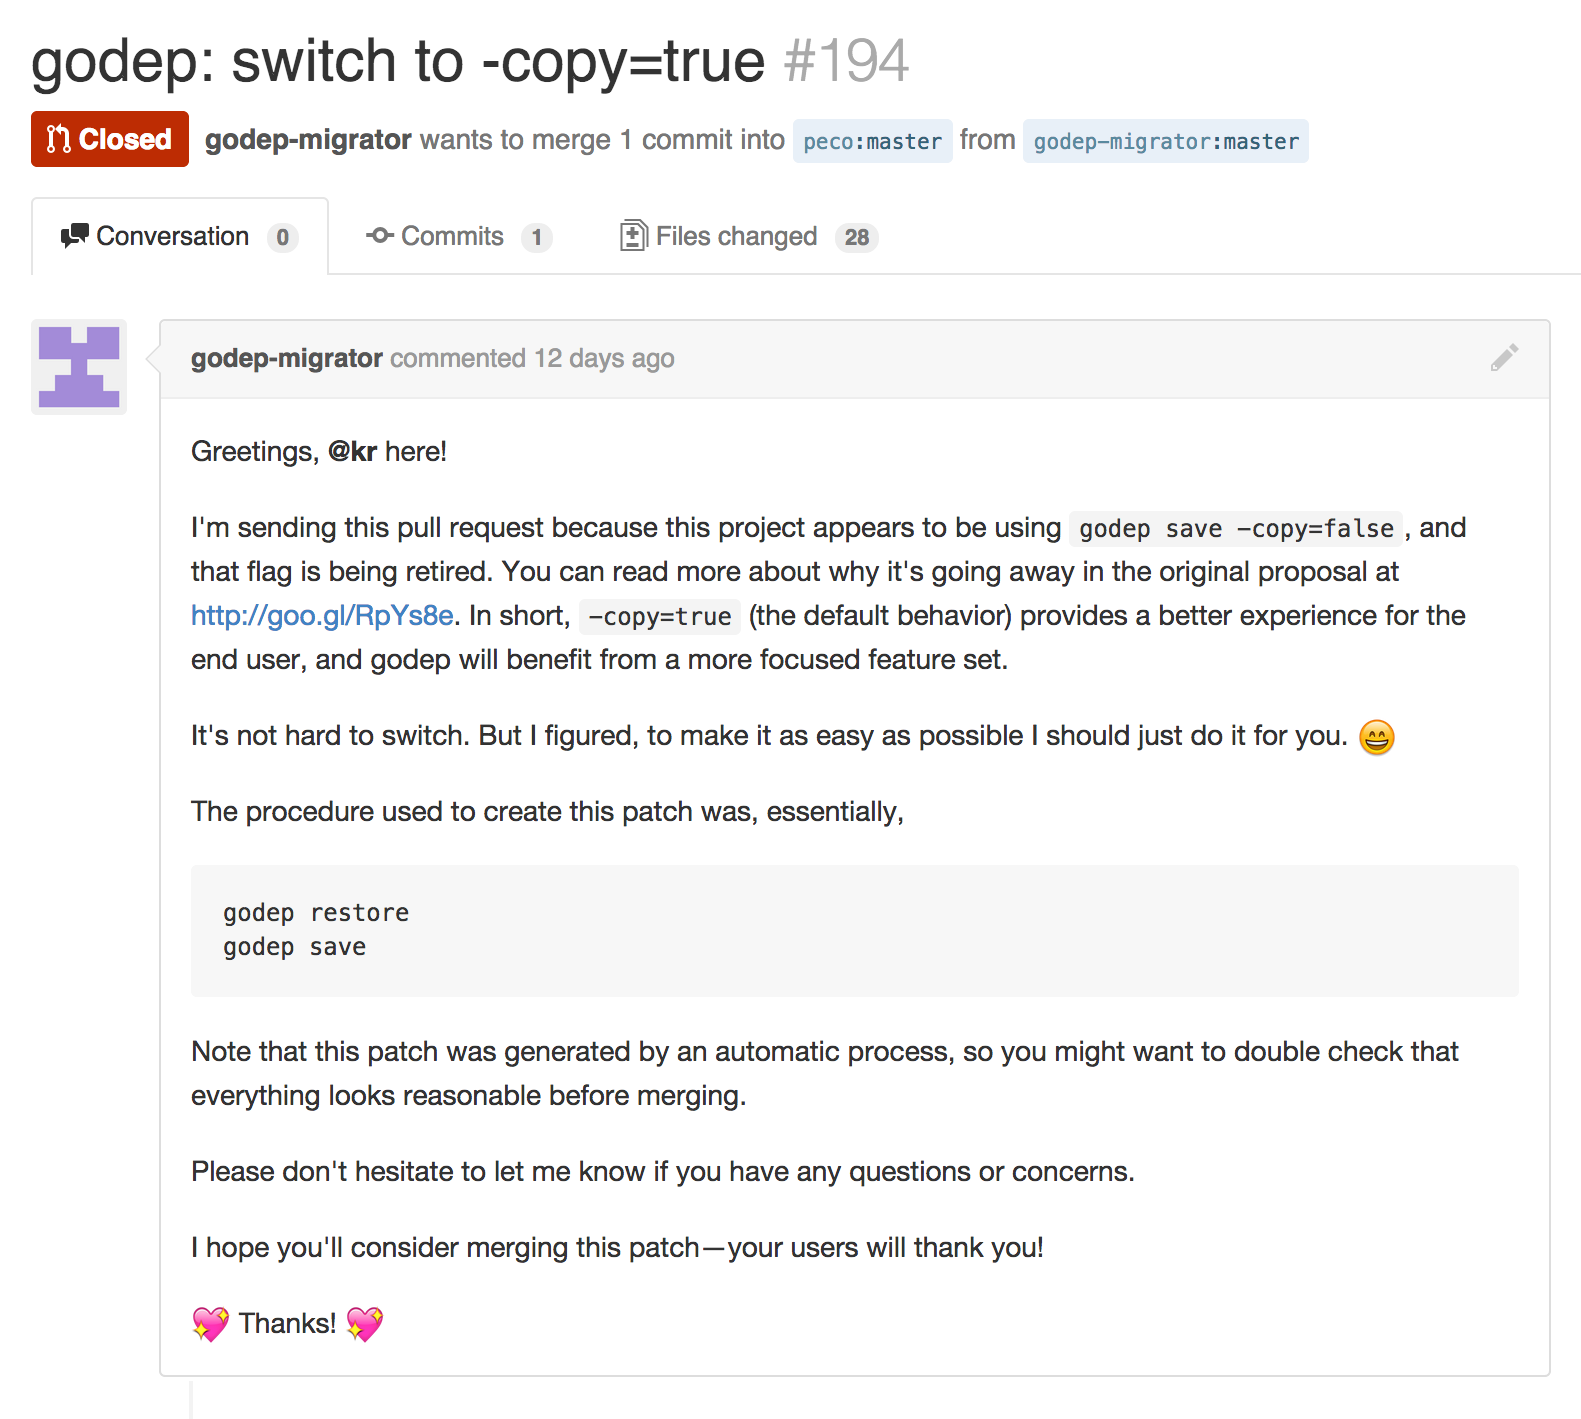 godep: switch to -copy=true #194
Closed godep-migrator wants to merge 1 commit into peco:master from godep-migrator:master
Conversation 0 Commits 1 Files changed 28
godep-migrator commented 12 days ago
Greetings, @kr here!
I'm sending this pull request because this project appears to be using godep save -copy=false, and
that flag is being retired. You can read more about why it's going away in the original proposal at
http://goo.gl/RpYs8e. In short, -copy=true (the default behavior) provides a better experience for the
end user, and godep will benefit from a more focused feature set.
It's not hard to switch. But I figured, to make it as easy as possible I should just do it for you. 😄
The procedure used to create this patch was, essentially,
godep restore
godep save
Note that this patch was generated by an automatic process, so you might want to double check that
everything looks reasonable before merging.
Please don't hesitate to let me know if you have any questions or concerns.
I hope you'll consider merging this patch—your users will thank you!
💖 Thanks! 💖